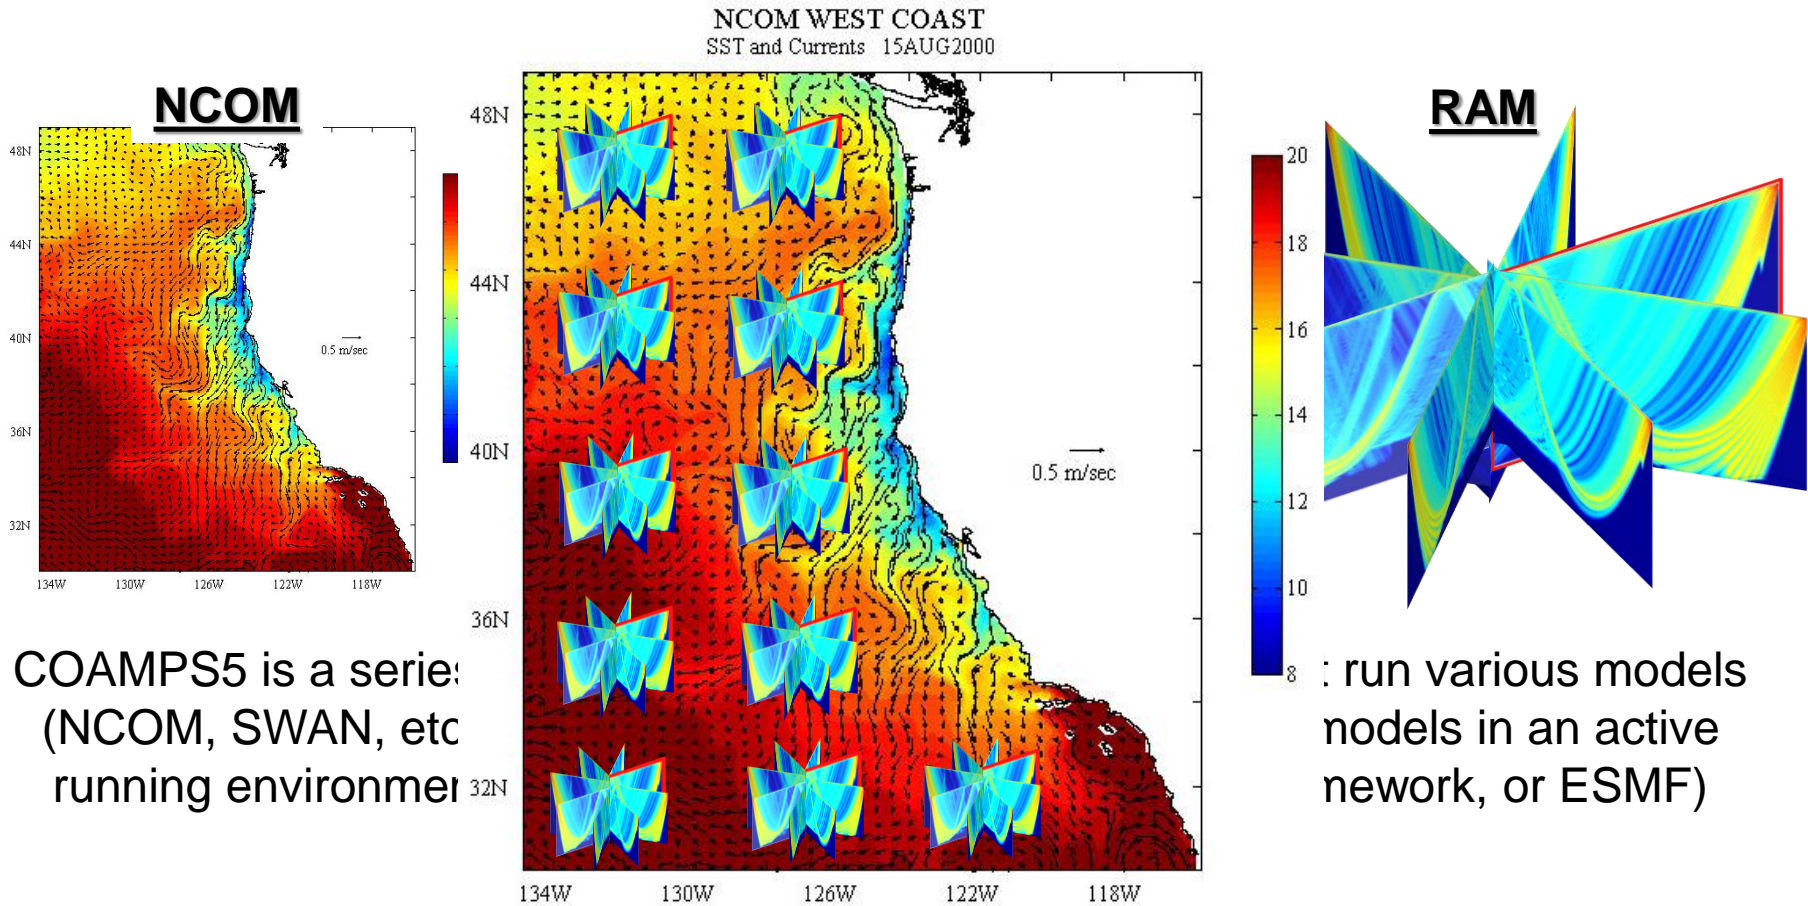 NCOM WEST COAST
SST and Currents 15AUG2000
NCOM
48N
44N
40N
36N
32N
134W 130W 126W 122W 118W
0.5 m/sec
48N
44N
40N
36N
32N
134W 130W 126W 122W 118W
0.5 m/sec
20
18
16
14
12
10
8
RAM
COAMPS5 is a series run various models
(NCOM, SWAN, etc models in an active
running or ESMF)